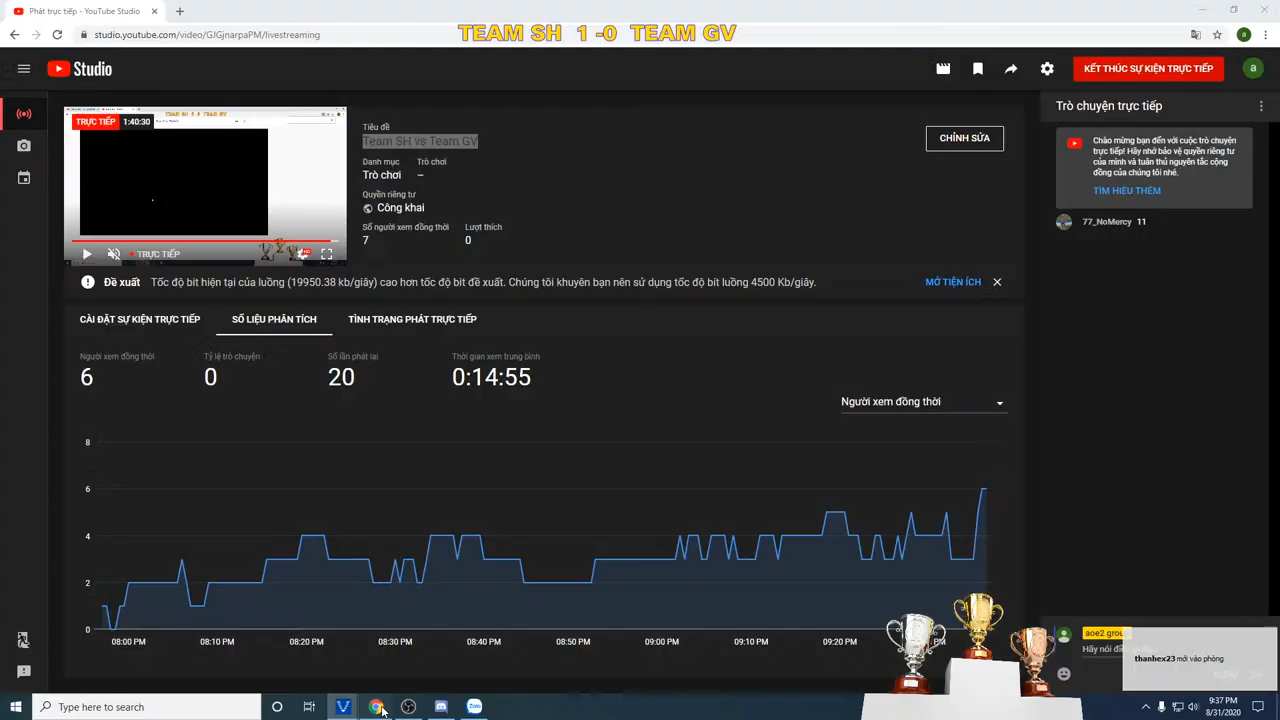 Phát trực tiếp - YouTube Studio
studio.youtube.com/video/GJGjnarpaPM/livestreaming
TEAM SH 1 -0 TEAM GV
a
Studio
KẾT THÚC SỰ KIỆN TRỰC TIẾP
a
TRỰC TIẾP 1:40:30
TRỰC TIẾP
HD
Tiêu đề
Team SH vs Team GV
CHỈNH SỬA
Danh mục Trò chơi
Trò chơi –
Quyền riêng tư
Công khai
Số người xem đồng thời Lượt thích
7 0
Đề xuất Tốc độ bit hiện tại của luồng (19950.38 kb/giây) cao hơn tốc độ bit đề xuất. Chúng tôi khuyên bạn nên sử dụng tốc độ bít luồng 4500 Kb/giây.
MỞ TIỆN ÍCH
CÀI ĐẶT SỰ KIỆN TRỰC TIẾP SỐ LIỆU PHÂN TÍCH TÌNH TRẠNG PHÁT TRỰC TIẾP
Người xem đồng thời Tỷ lệ trò chuyện Số lần phát lại Thời gian xem trung bình
6 0 20 0:14:55
Người xem đồng thời
8
6
4
2
0
08:00 PM 08:10 PM 08:20 PM 08:30 PM 08:40 PM 08:50 PM 09:00 PM 09:10 PM 09:20 PM
Trò chuyện trực tiếp
Chào mừng bạn đến với cuộc trò chuyện
trực tiếp! Hãy nhớ bảo vệ quyền riêng tư
của mình và tuân thủ nguyên tắc cộng
đồng của chúng tôi nhé.
TÌM HIỂU THÊM
77_NoMercy 11
aoe2
thanhex23 mới vào phòng
Type here to search
Zalo
9:37 PM
8/31/2020